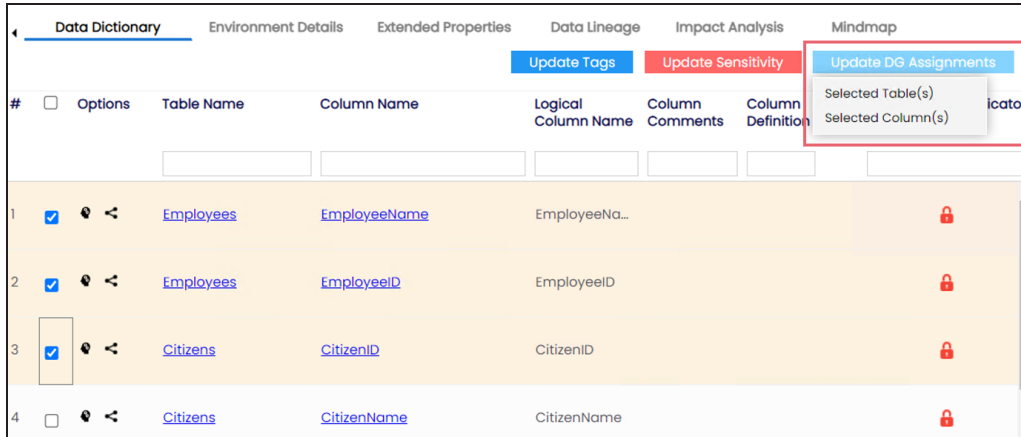 Data Dictionary Environment Details Extended Properties Data Lineage Impact Analysis Mindmap
Update Tags Update Sensitivity Update DG Assignments
Selected Table(s)
Selected Column(s)
# Options Table Name Column Name Logical Column Name Column Comments Column Definition
1 Employees EmployeeName EmployeeNa...
2 Employees EmployeeID EmployeeID
3 Citizens CitizenID CitizenID
4 Citizens CitizenName CitizenName